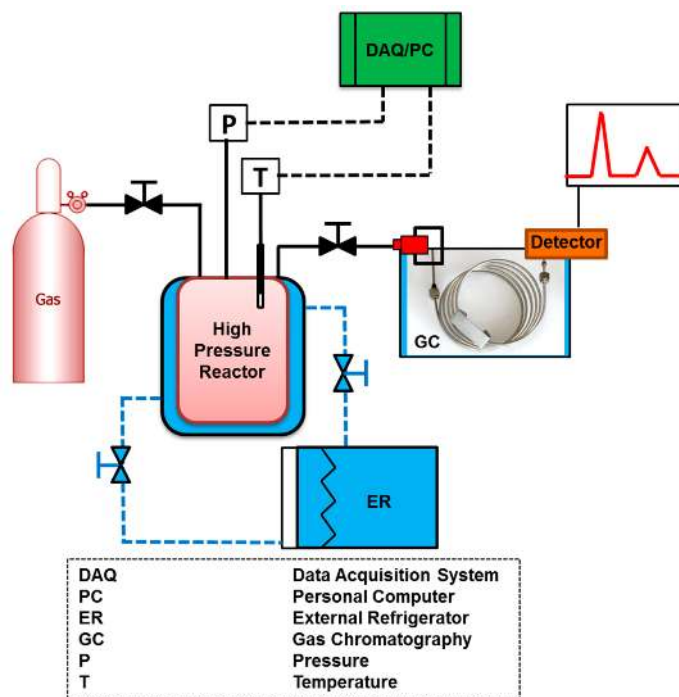 DAQ/PC
P
T
Detector
Gas
High
Pressure
Reactor
GC
ER
DAQ Data Acquisition System
PC Personal Computer
ER External Refrigerator
GC Gas Chromatography
P Pressure
T Temperature